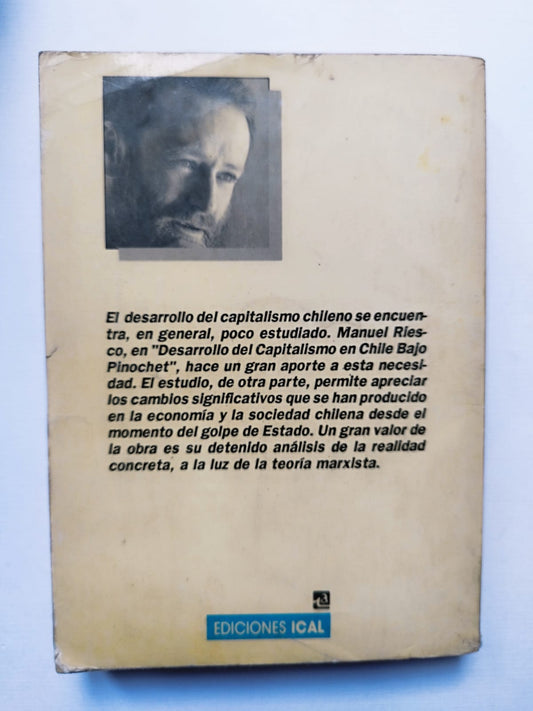 El desarrollo del capitalismo chileno se encuen-
tra, en general, poco estudiado. Manuel Ries-
co, en "Desarrollo del Capitalismo en Chile Bajo
Pinochet", hace un gran aporte a esta necesi-
dad. El estudio, de otra parte, permite apreciar
los cambios significativos que se han producido
en la economía y la sociedad chilena desde el
momento del golpe de Estado. Un gran valor de
la obra es su detenido análisis de la realidad
concreta, a la luz de la teoría marxista.
EDICIONES ICAL